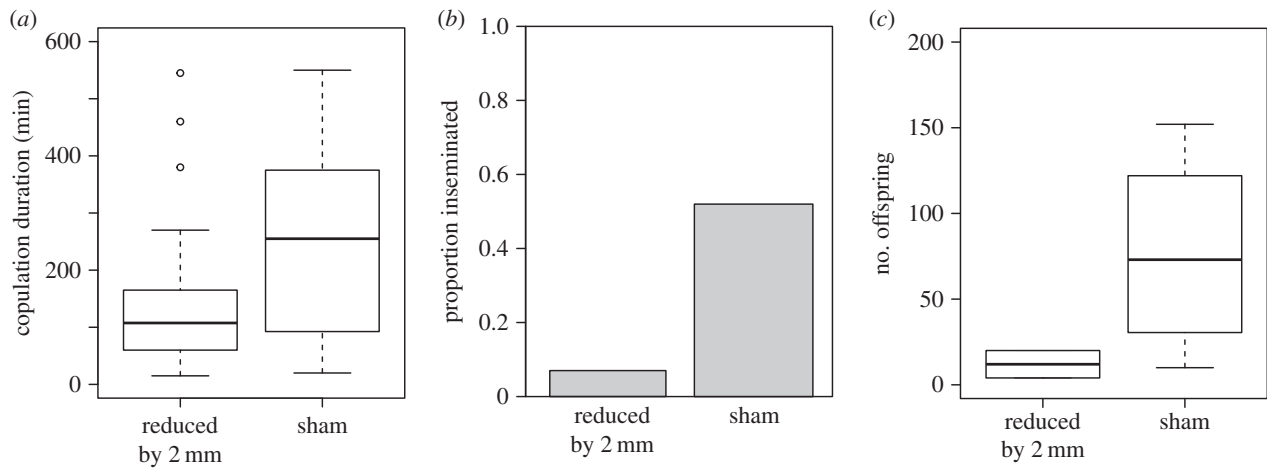 (a)
copulation duration (min)
600
400
200
0
reduced
by 2 mm
sham
(b)
proportion inseminated
1.0
0.8
0.6
0.4
0.2
0
reduced
by 2 mm
sham
(c)
no. offspring
200
150
100
50
0
reduced
by 2 mm
sham